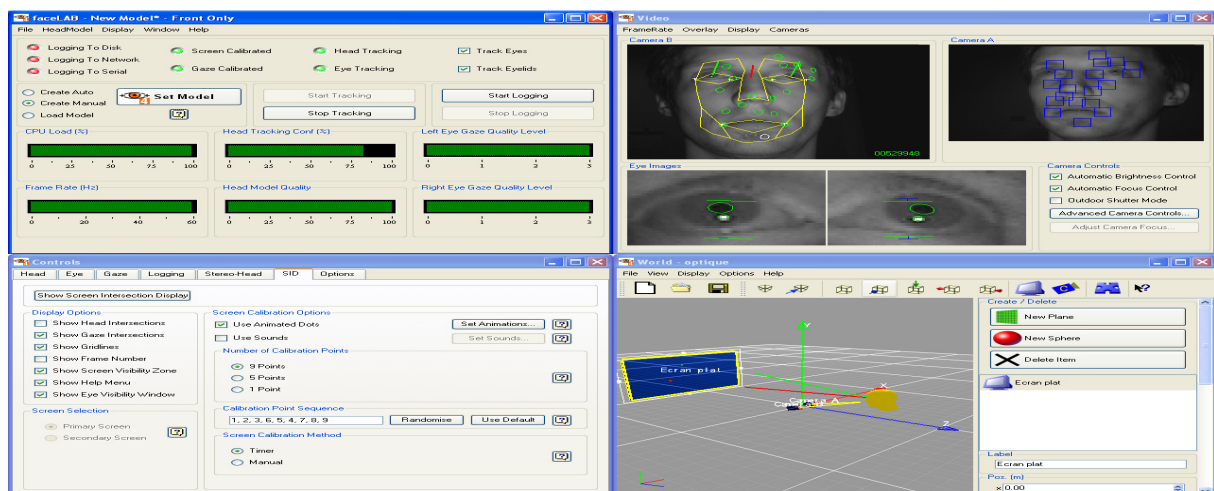 faceLAB - New Model* - Front Only
File HeadModel Display Window Help
Logging To Disk
Logging To Network
Logging To Serial
Screen Calibrated
Gaze Calibrated
Head Tracking
Eye Tracking
Track Eyes
Track Eyelids
Create Auto
Create Manual
Load Model
Set Model
Start Tracking
Stop Tracking
Start Logging
Stop Logging
CPU Load (%)
0 25 50 75 100
Head Tracking Conf (%)
0 25 50 75 100
Left Eye Gaze Quality Level
0 1 2 3
Frame Rate (Hz)
0 20 40 60
Head Model Quality
0 25 50 75 100
Right Eye Gaze Quality Level
0 1 2 3
Video
FrameRate Overlay Display Cameras
Camera B
00529948
Camera A
Eye Images
Camera Controls
Automatic Brightness Control
Automatic Focus Control
Outdoor Shutter Mode
Advanced Camera Controls...
Adjust Camera Focus...
Controls
Head Eye Gaze Logging Stereo-Head SID Options
Show Screen Intersection Display
Display Options
Show Head Intersections
Show Gaze Intersections
Show Gridlines
Show Frame Number
Show Screen Visibility Zone
Show Help Menu
Show Eye Visibility Window
Screen Selection
Primary Screen
Secondary Screen
Screen Calibration Options
Use Animated Dots
Set Animations...
Use Sounds
Set Sounds...
Number of Calibration Points
9 Points
5 Points
1 Point
Calibration Point Sequence
1, 2, 3, 6, 5, 4, 7, 8, 9
Randomise
Use Default
Screen Calibration Method
Timer
Manual
World - optique
File View Display Options Help
Y
Ecran plat
X
Camera A
Z
Create / Delete
New Plane
New Sphere
Delete Item
Ecran plat
Label
Ecran plat
Pos. (m)
x 0.00